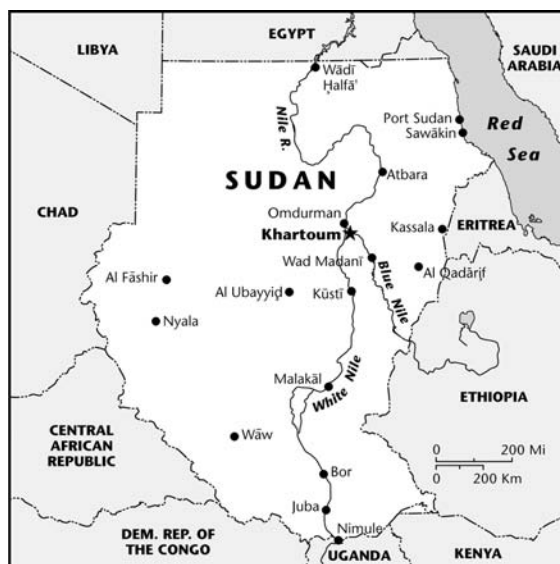 LIBYA
EGYPT
SAUDI
ARABIA
Wādī
Ḥalfā'
Nile R.
Port Sudan
Sawākin
Red
Sea
SUDAN
Atbara
CHAD
Omdurman
Khartoum
Kassala
ERITREA
Wad Madanī
Al Qaḍārif
Al Fāshir
Al Ubayyiḍ
Kūstī
Blue Nile
Nyala
Malakāl
White Nile
ETHIOPIA
CENTRAL
AFRICAN
REPUBLIC
Wāw
0 200 Mi
0 200 Km
Bor
Juba
DEM. REP. OF
THE CONGO
Nimule
UGANDA
KENYA